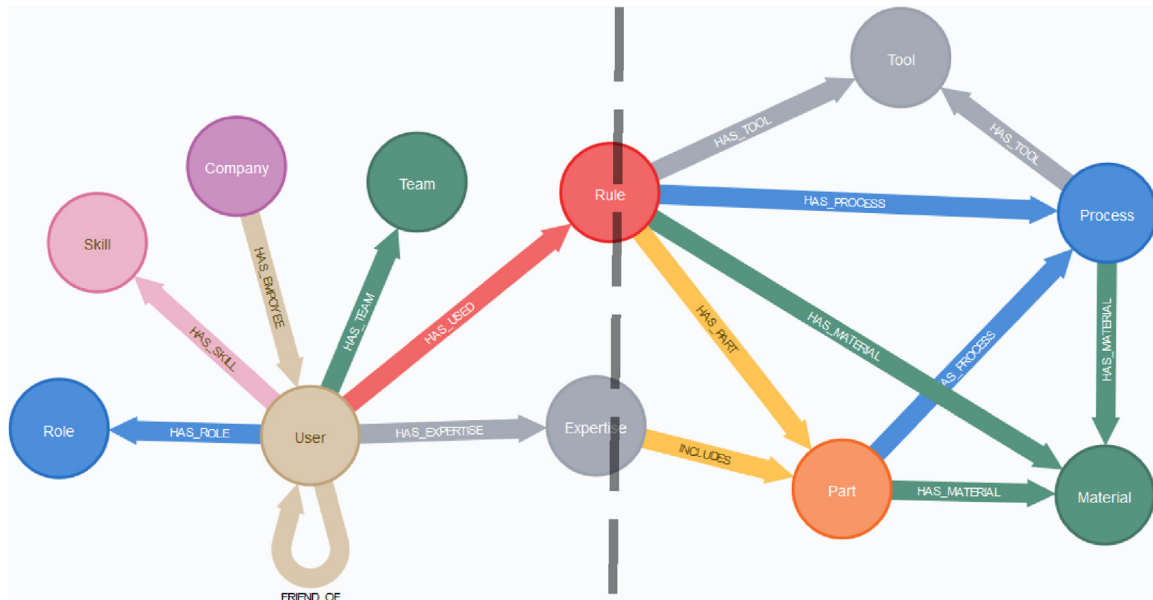 Tool
HAS_TOOL
HAS_TOOL
Company
Team
Rule
HAS_PROCESS
Process
Skill
HAS_EMPOYEE
HAS_TEAM
HAS_USED
HAS_PART
HAS_MATERIAL
HAS_MATERIAL
HAS_SKILL
AS_PROCESS
Role
HAS_ROLE
User
HAS_EXPERTISE
Expertise
INCLUDES
Part
HAS_MATERIAL
Material
FRIEND_OF